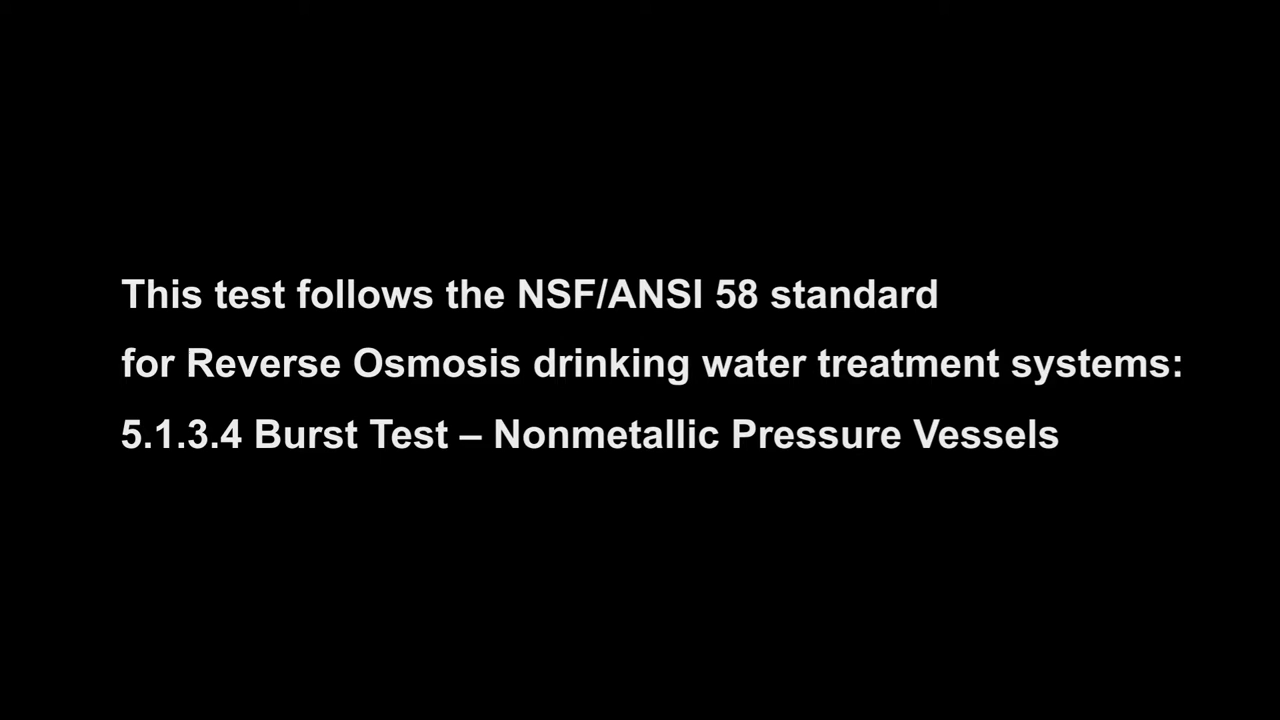 This test follows the NSF/ANSI 58 standard
for Reverse Osmosis drinking water treatment systems:
5.1.3.4 Burst Test – Nonmetallic Pressure Vessels